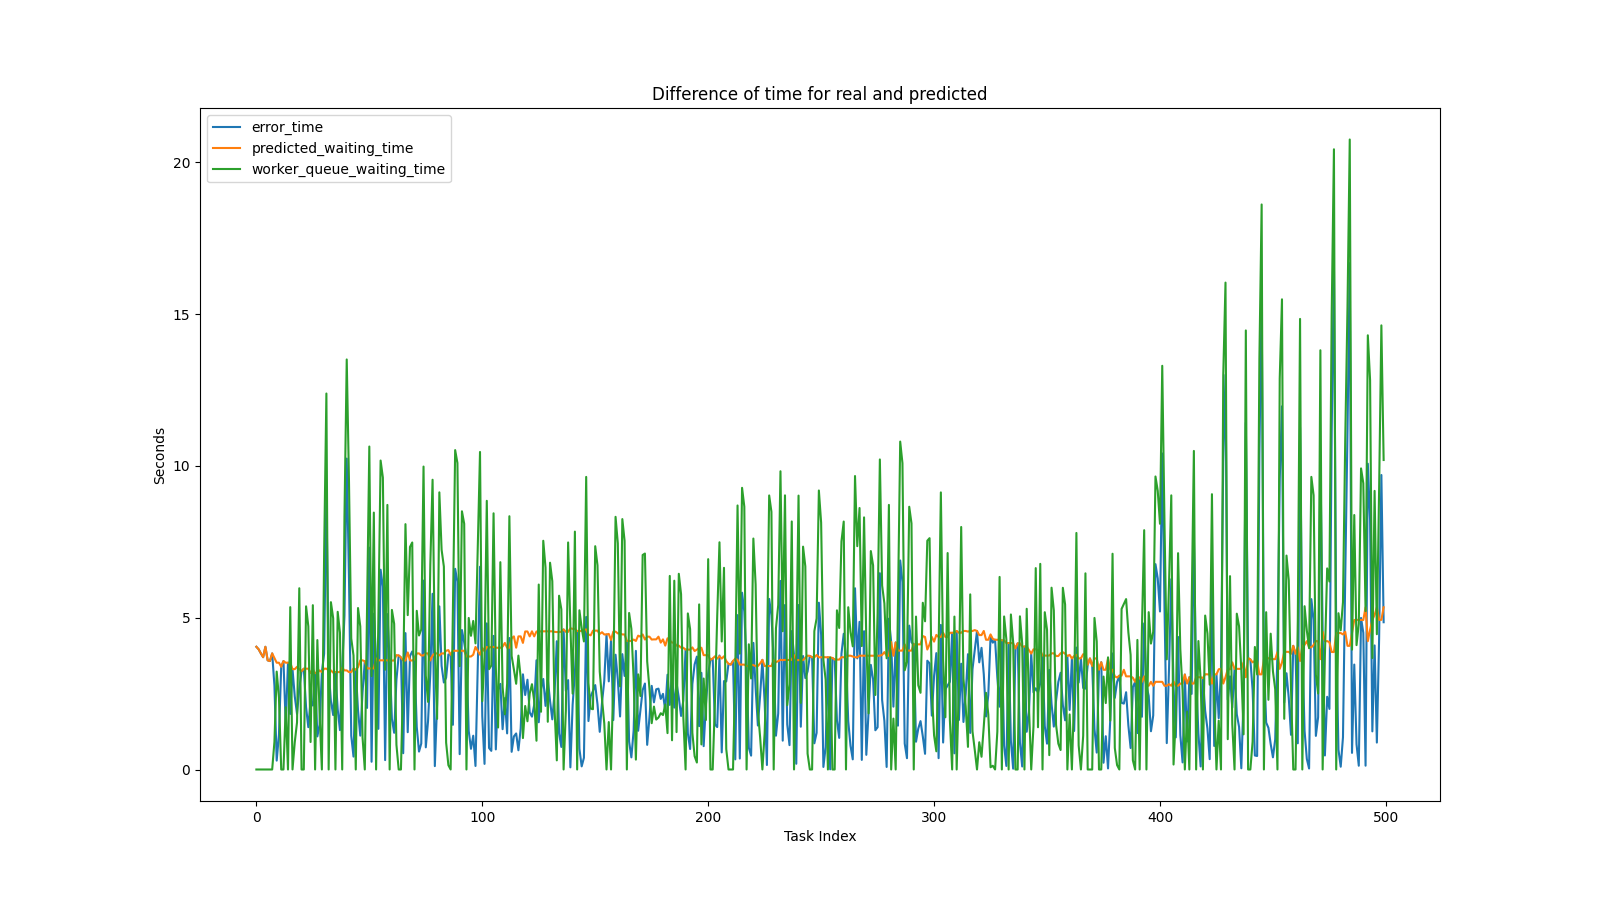 Difference of time for real and predicted
error_time
predicted_waiting_time
worker_queue_waiting_time
20
15
10
5
0
Seconds
0 100 200 300 400 500
Task Index